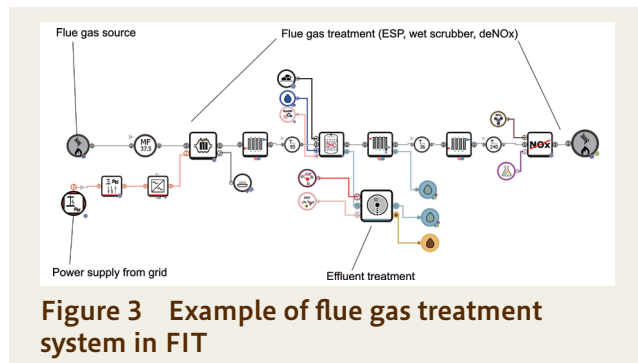 Flue gas source
Flue gas treatment (ESP, wet scrubber, deNOx)
MF
37.5
NOx
Power supply from grid
Effluent treatment
Figure 3 Example of flue gas treatment
system in FIT